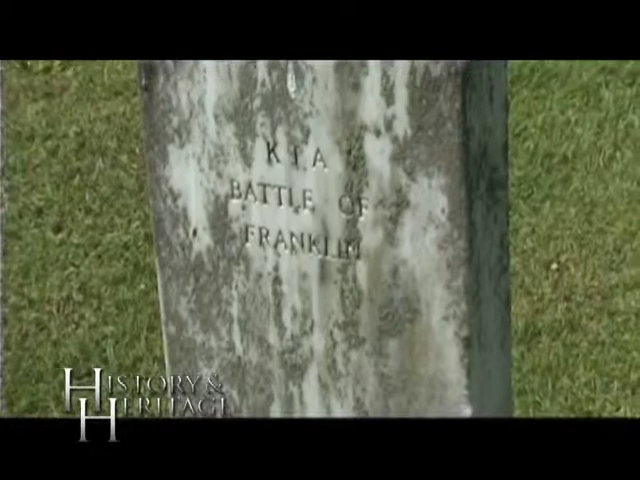 K I A
BATTLE OF
FRANKLIN
HISTORY &
HERITAGE